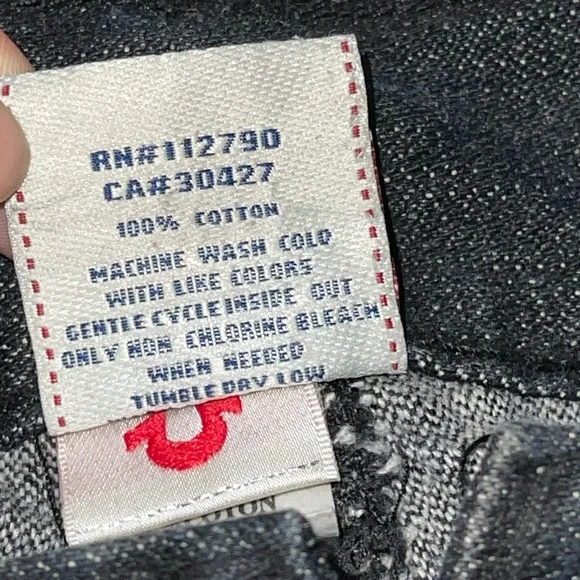 RN#112790
CA#30427
100% COTTON
MACHINE WASH COLD
WITH LIKE COLORS
GENTLE CYCLE INSIDE OUT
ONLY NON CHLORINE BLEACH
WHEN NEEDED
TUMBLE DRY LOW